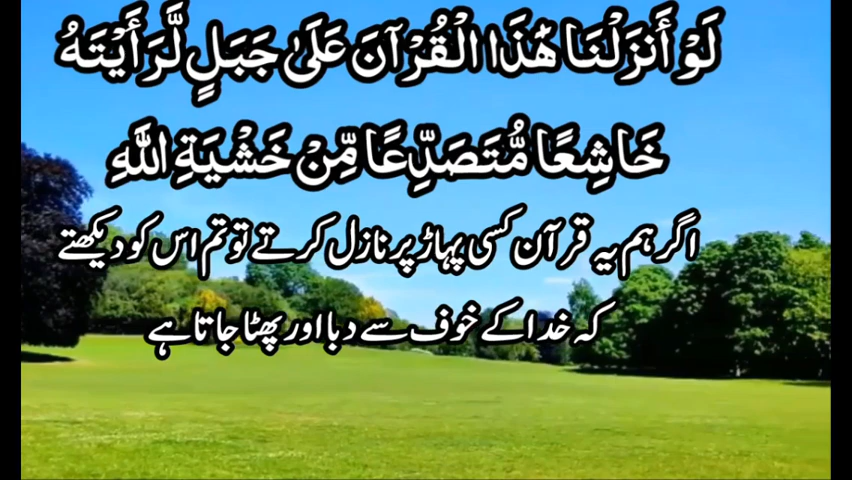 لَوْ أَنزَلْنَا هَٰذَا الْقُرْآنَ عَلَىٰ جَبَلٍ لَّرَأَيْتَهُ
خَاشِعًا مُّتَصَدِّعًا مِّنْ خَشْيَةِ اللَّهِ
اگر ہم یہ قرآن کسی پہاڑ پر نازل کرتے تو تم اس کو دیکھتے
کہ خدا کے خوف سے دبا اور پھٹا جاتا ہے